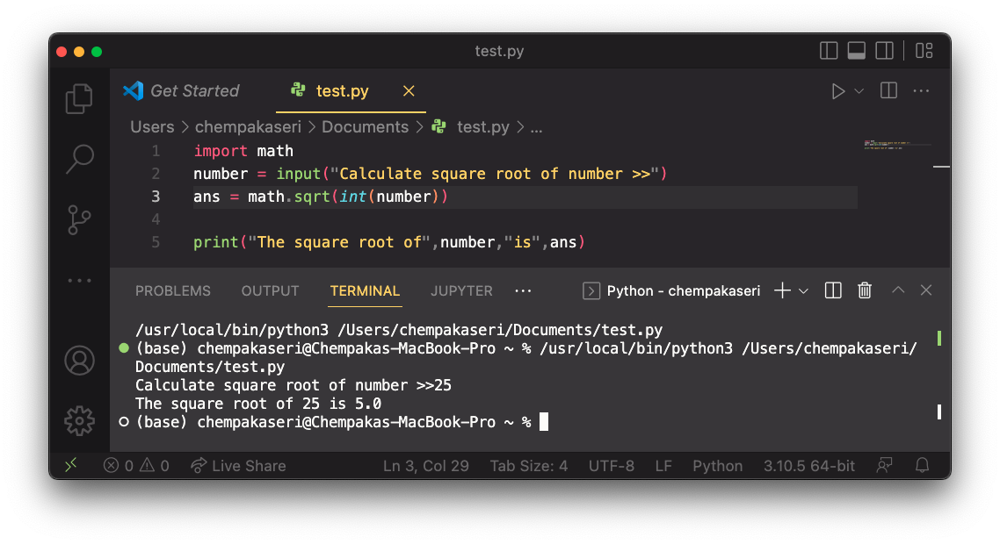 test.py
Get Started test.py
Users > chempakaseri > Documents > test.py > ...
1 import math
2 number = input("Calculate square root of number >>")
3 ans = math.sqrt(int(number))
4
5 print("The square root of",number,"is",ans)
PROBLEMS OUTPUT TERMINAL JUPYTER ··· Python - chempakaseri
/usr/local/bin/python3 /Users/chempakaseri/Documents/test.py
(base) chempakaseri@Chempakas-MacBook-Pro ~ % /usr/local/bin/python3 /Users/chempakaseri/
Documents/test.py
Calculate square root of number >>25
The square root of 25 is 5.0
(base) chempakaseri@Chempakas-MacBook-Pro ~ %
0 0 Live Share Ln 3, Col 29 Tab Size: 4 UTF-8 LF Python 3.10.5 64-bit